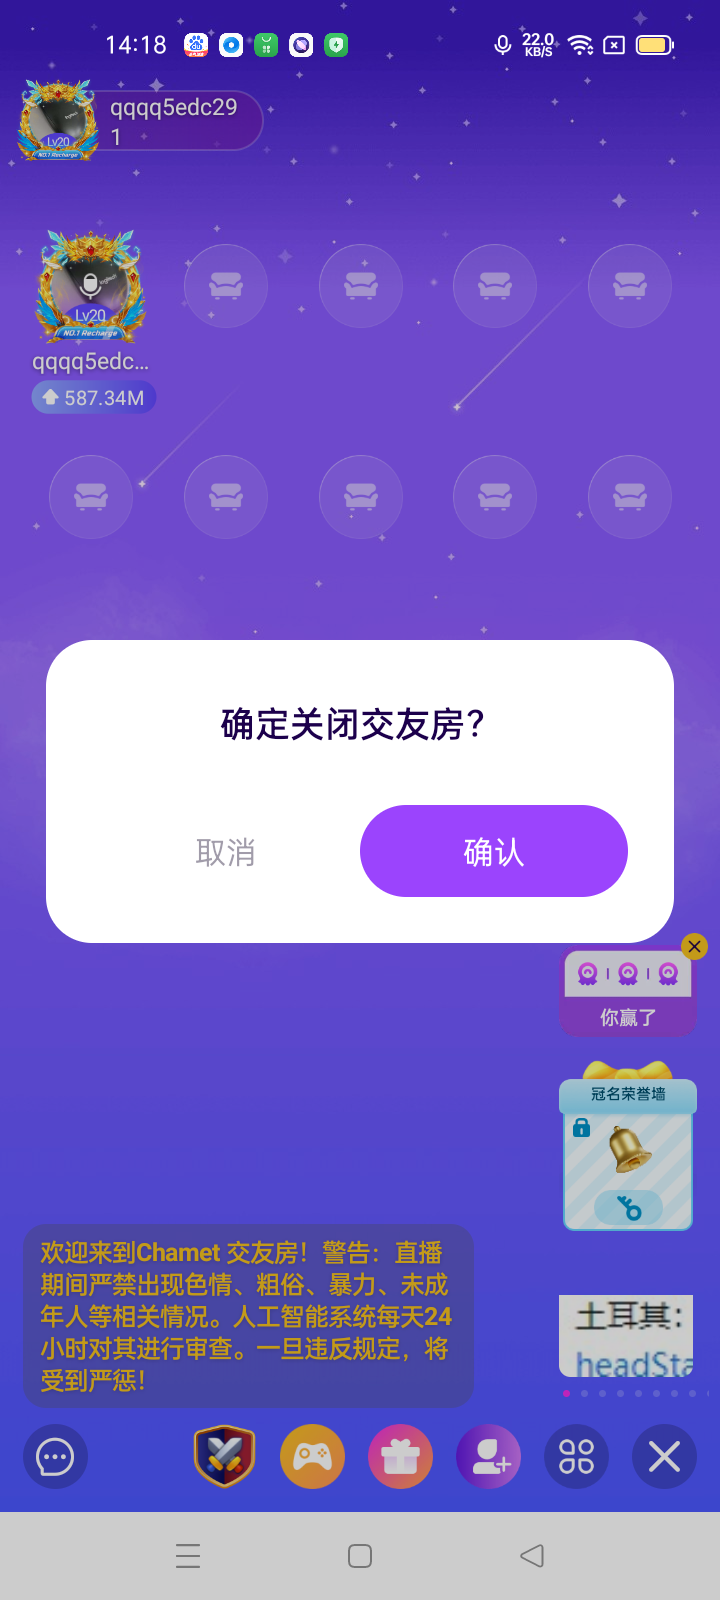 14:18
22.0
KB/S
qqqq5edc29
1
Lv20
NO.1 Recharge
Lv20
NO.1 Recharge
qqqq5edc...
587.34M
确定关闭交友房？
取消
确认
你赢了
冠名荣誉墙
欢迎来到Chamet 交友房！警告：直播
期间严禁出现色情、粗俗、暴力、未成
年人等相关情况。人工智能系统每天24
小时对其进行审查。一旦违反规定，将
受到严惩！
土耳其：
headSta